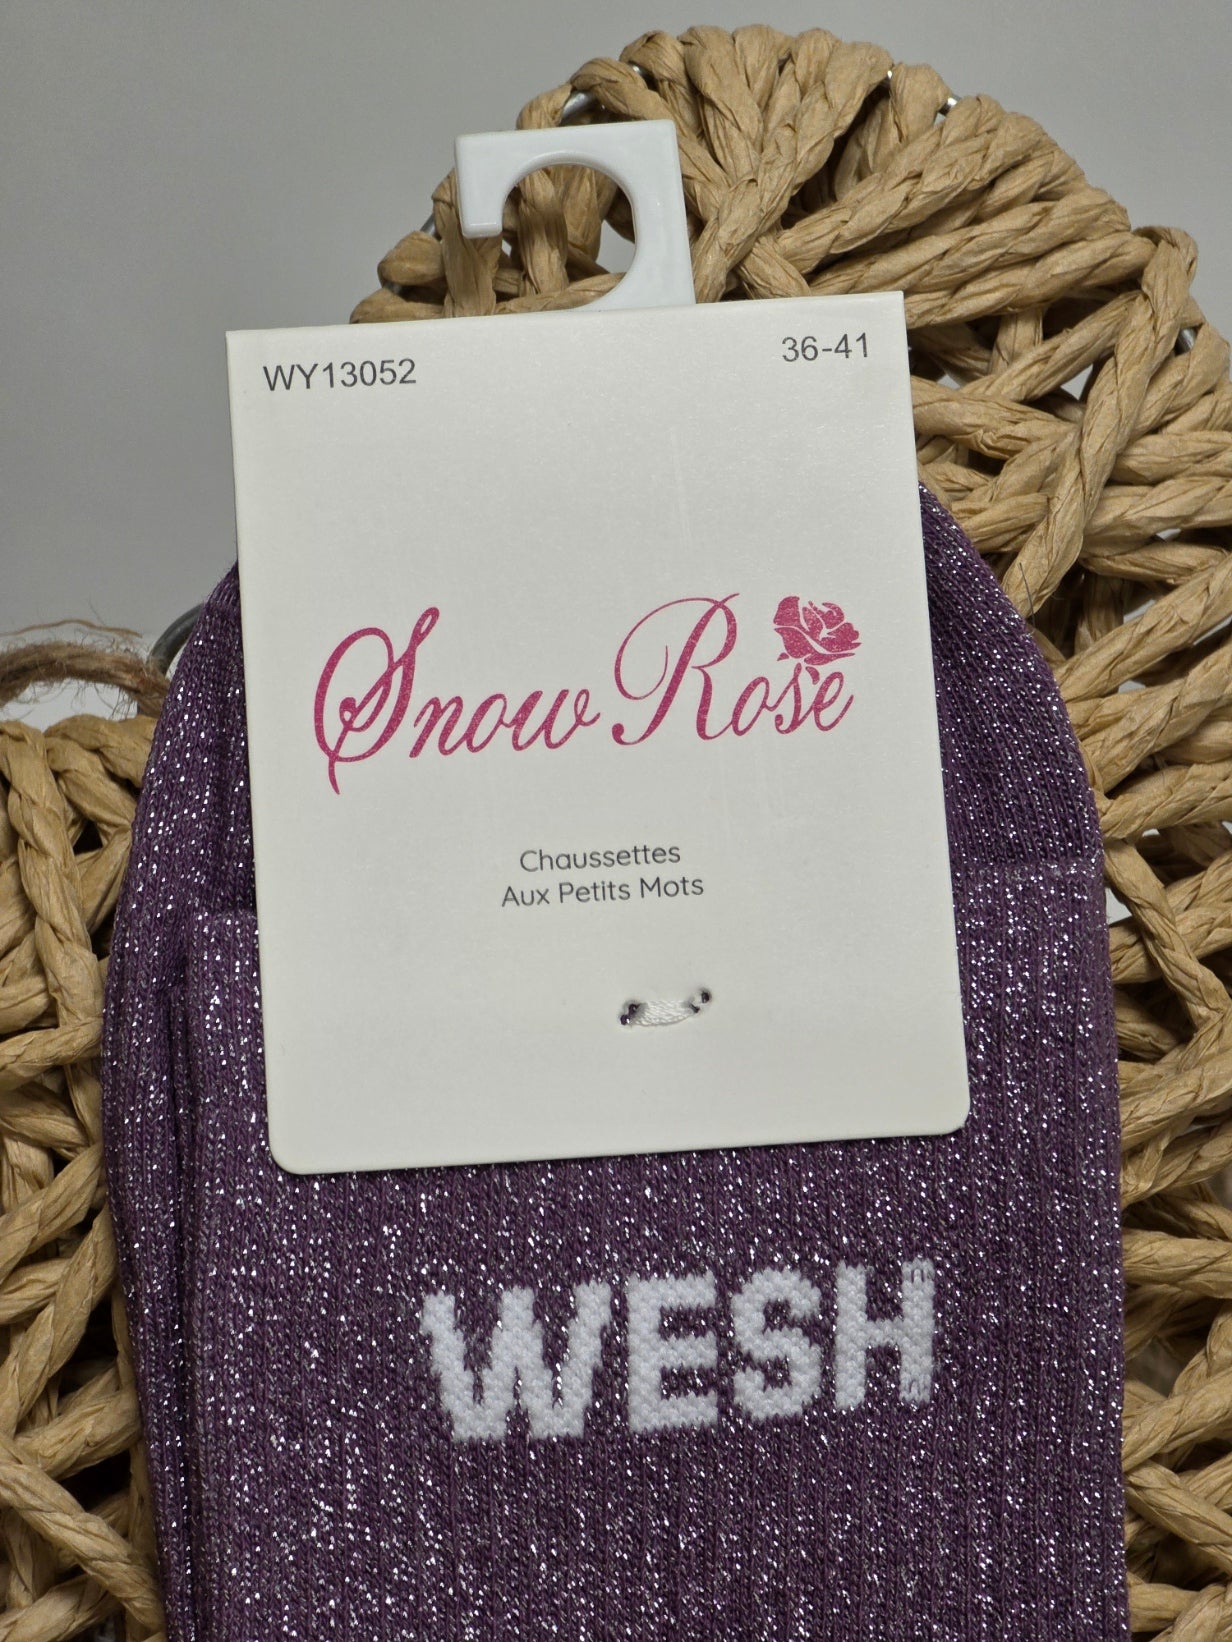 WY13052
36-41
Snow Rose
Chaussettes
Aux Petits Mots
WESH